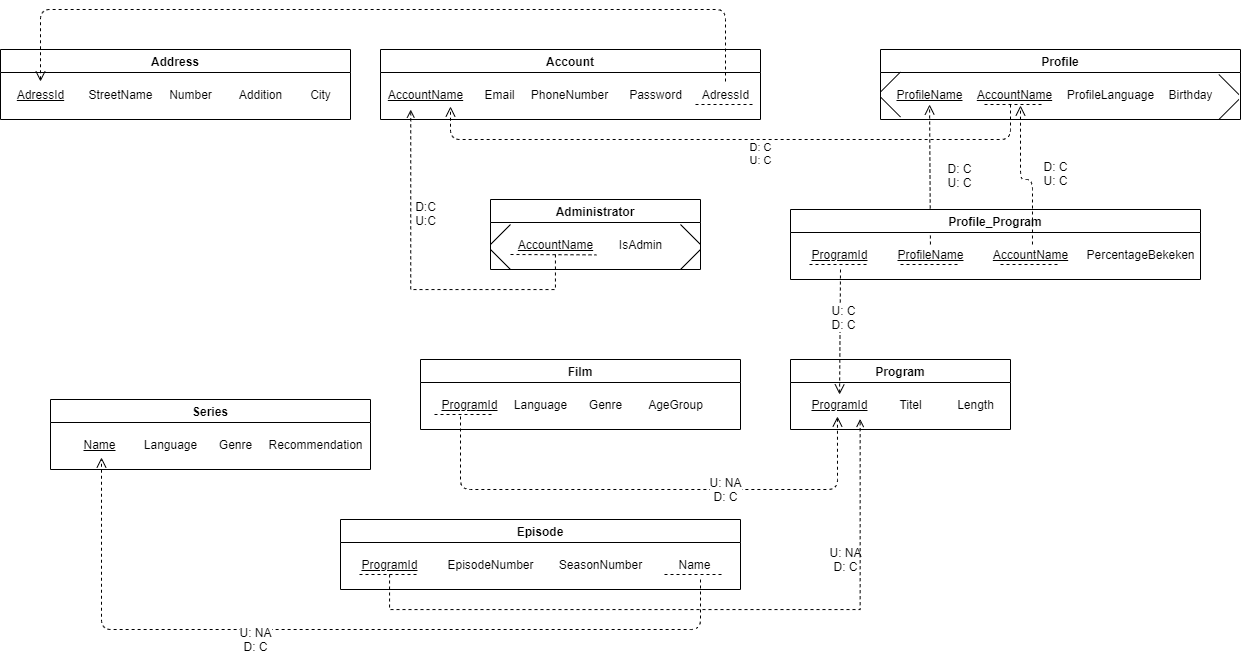 Address
AdressId StreetName Number Addition City
Account
AccountName Email PhoneNumber Password AdressId
Profile
ProfileName AccountName ProfileLanguage Birthday
D: C
U: C
D: C
U: C
D: C
U: C
D:C
U:C
Administrator
AccountName IsAdmin
Profile_Program
ProgramId ProfileName AccountName PercentageBekeken
U: C
D: C
Film
ProgramId Language Genre AgeGroup
Program
ProgramId Titel Length
Series
Name Language Genre Recommendation
U: NA
D: C
Episode
ProgramId EpisodeNumber SeasonNumber Name
U: NA
D: C
U: NA
D: C